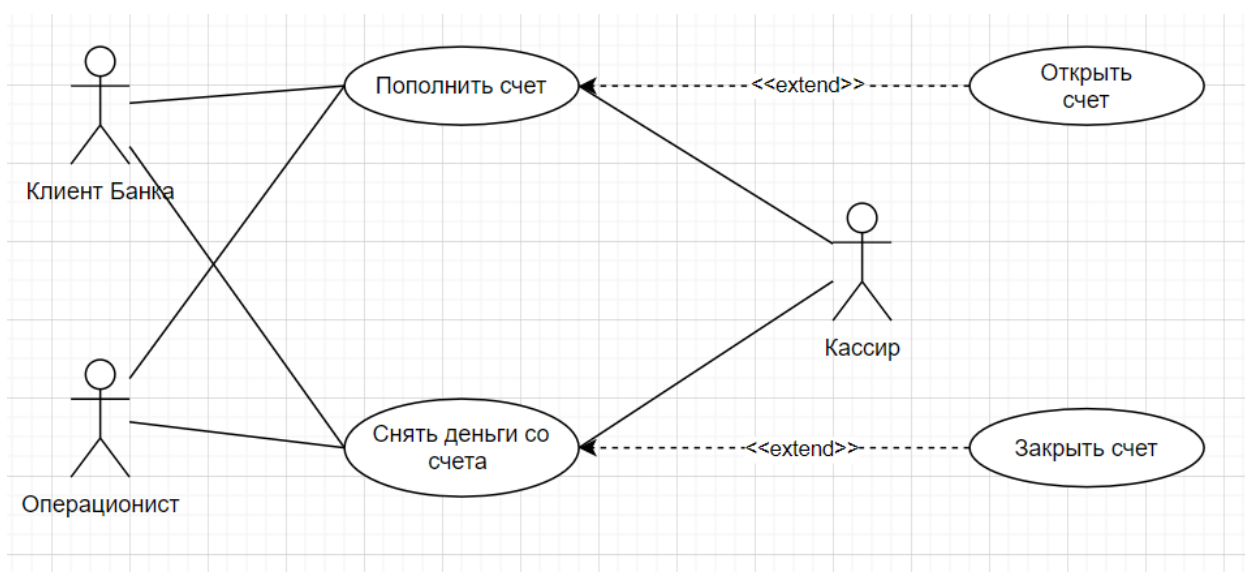 Пополнить счет
<<extend>>
Открыть
счет
Клиент Банка
Кассир
Снять деньги со
счета
<<extend>>
Закрыть счет
Операционист